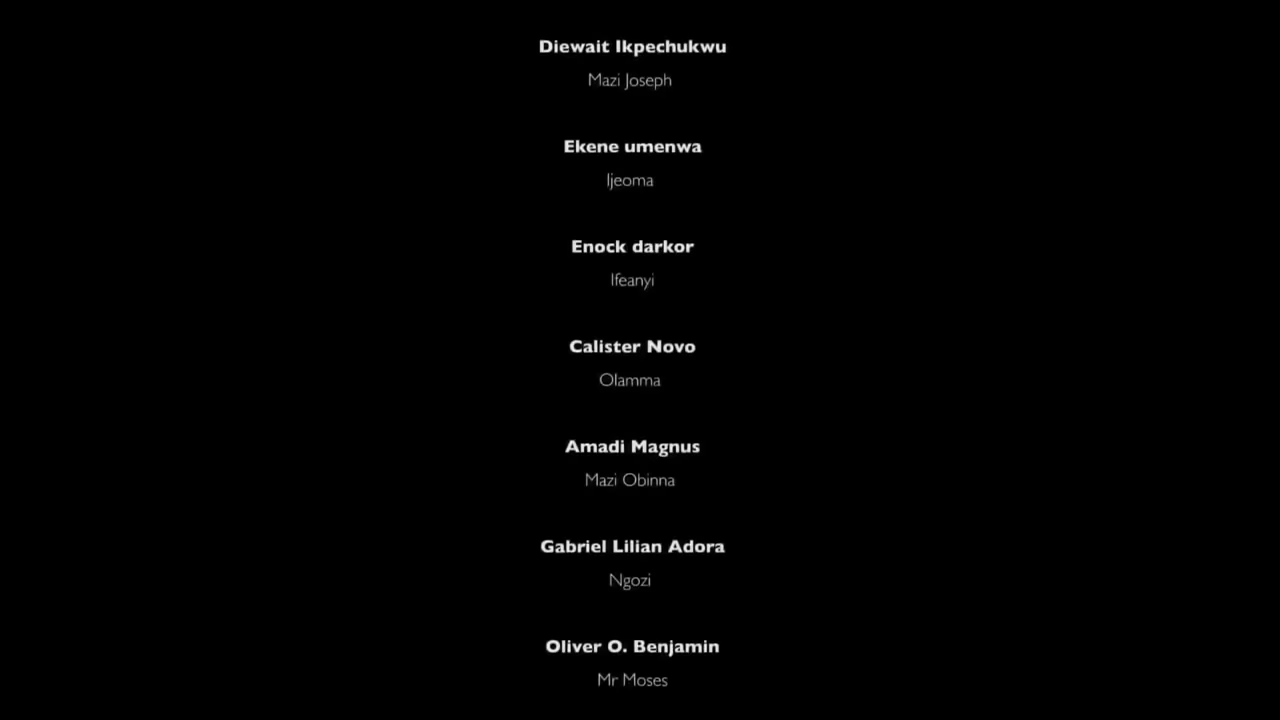 Diewait Ikpechukwu
Mazi Joseph
Ekene umenwa
Ijeoma
Enock darkor
Ifeanyi
Calister Novo
Olamma
Amadi Magnus
Mazi Obinna
Gabriel Lilian Adora
Ngozi
Oliver O. Benjamin
Mr Moses